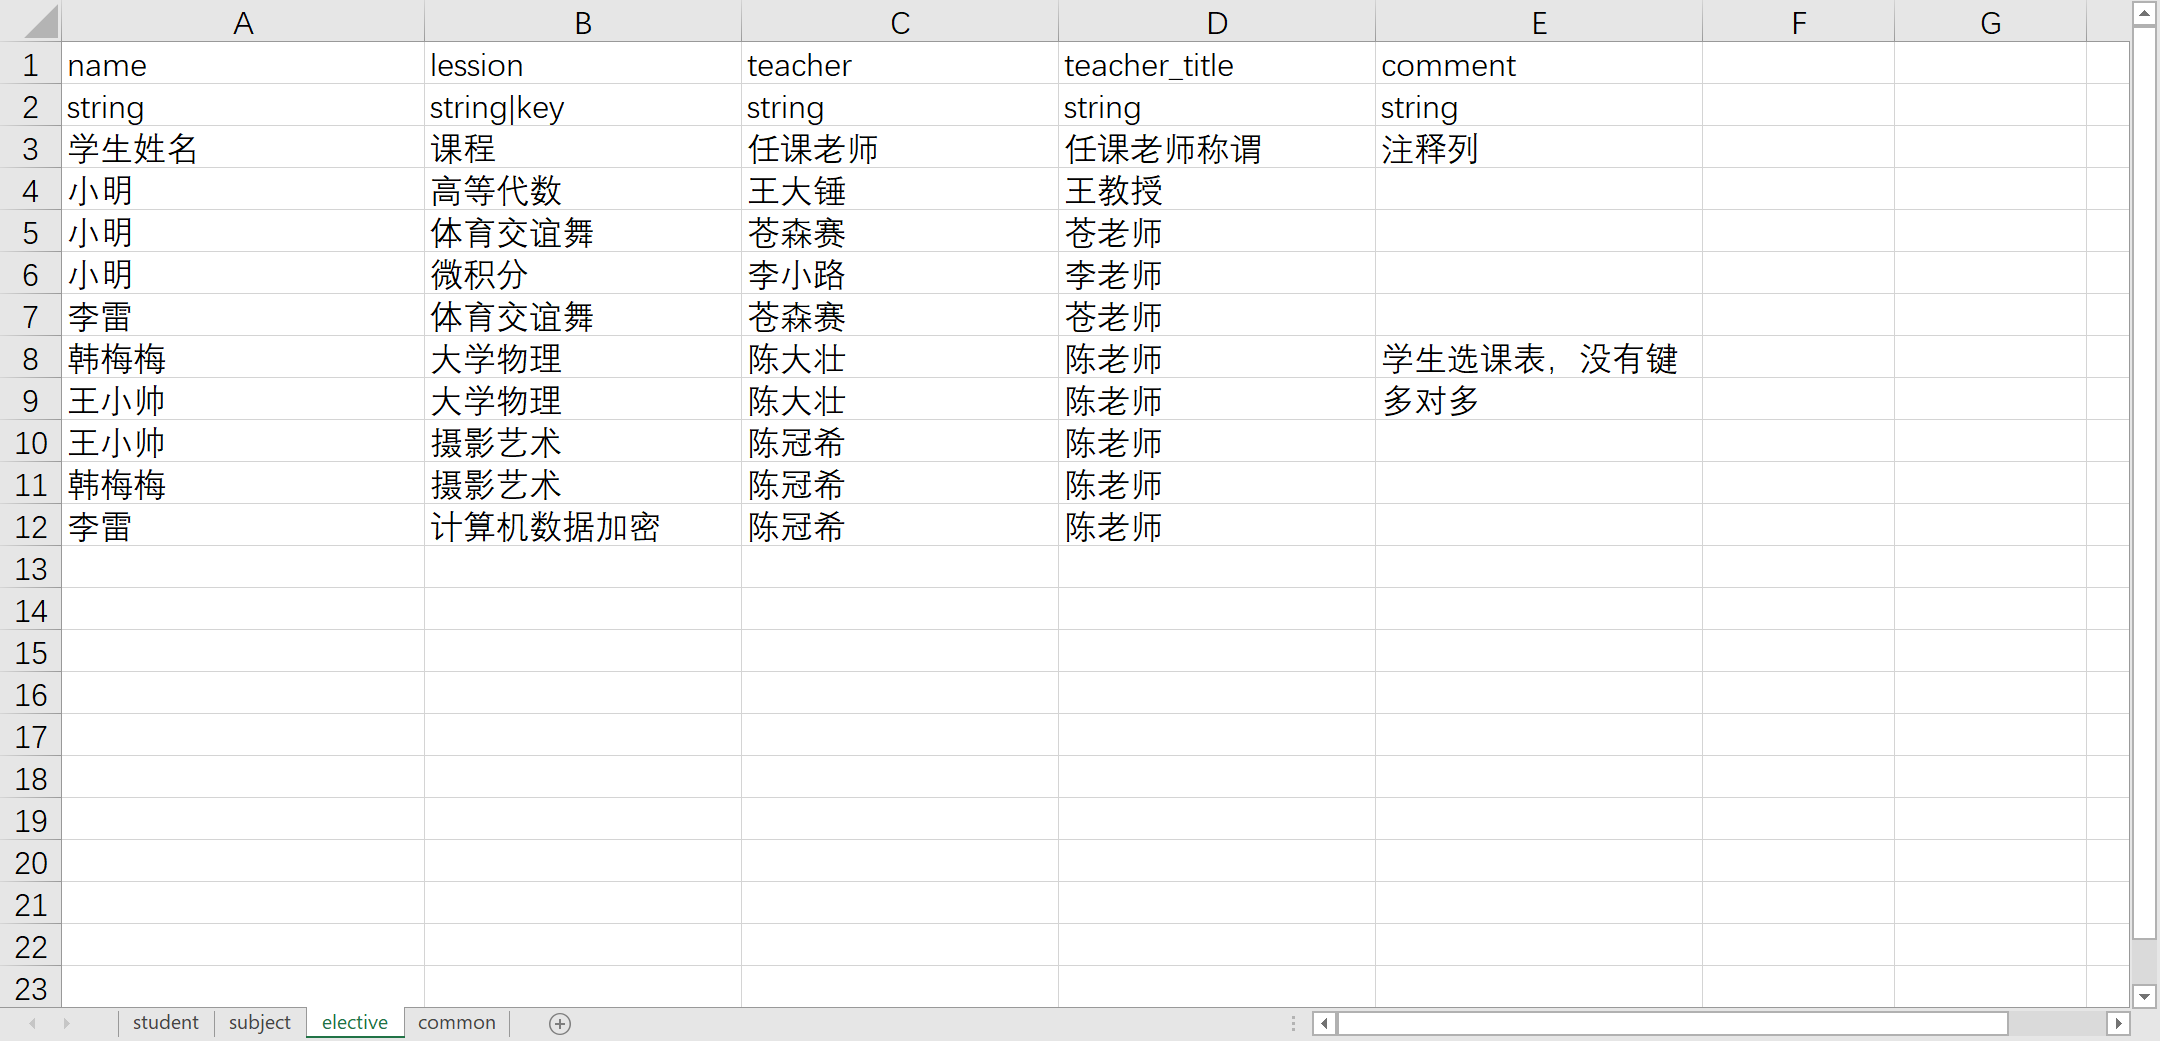 A B C D E F G
1 name lession teacher teacher_title comment
2 string string|key string string string
3 学生姓名 课程 任课老师 任课老师称谓 注释列
4 小明 高等代数 王大锤 王教授
5 小明 体育交谊舞 苍森赛 苍老师
6 小明 微积分 李小路 李老师
7 李雷 体育交谊舞 苍森赛 苍老师
8 韩梅梅 大学物理 陈大壮 陈老师 学生选课表，没有键
9 王小帅 大学物理 陈大壮 陈老师 多对多
10 王小帅 摄影艺术 陈冠希 陈老师
11 韩梅梅 摄影艺术 陈冠希 陈老师
12 李雷 计算机数据加密 陈冠希 陈老师
13
14
15
16
17
18
19
20
21
22
23
student subject elective common